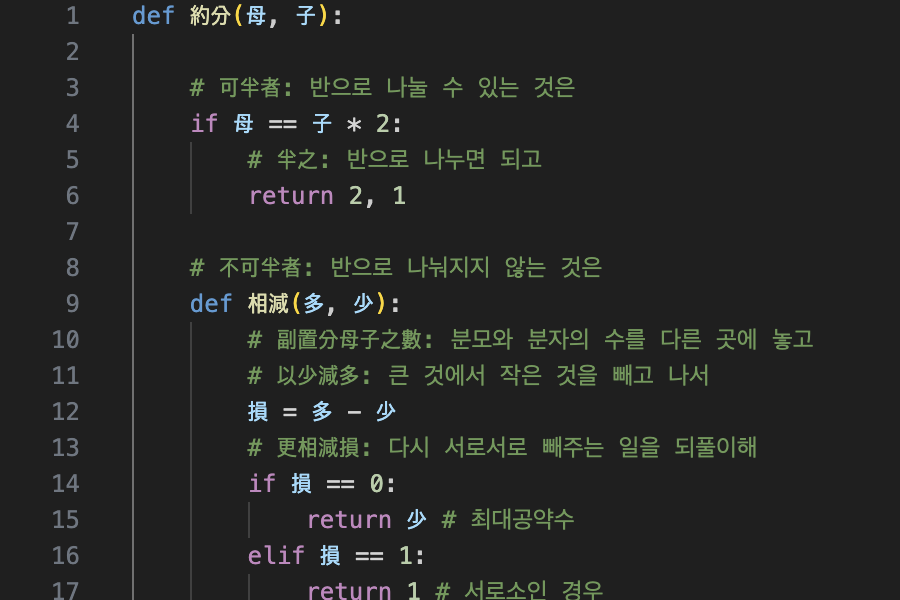 1 def 約分(母, 子):
2
3 # 可半者: 반으로 나눌 수 있는 것은
4 if 母 == 子 * 2:
5 # 半之: 반으로 나누면 되고
6 return 2, 1
7
8 # 不可半者: 반으로 나눠지지 않는 것은
9 def 相減(多, 少):
10 # 副置分母子之數: 분모와 분자의 수를 다른 곳에 놓고
11 # 以少減多: 큰 것에서 작은 것을 빼고 나서
12 損 = 多 - 少
13 # 更相減損: 다시 서로서로 빼주는 일을 되풀이해
14 if 損 == 0:
15 return 少 # 최대공약수
16 elif 損 == 1:
17 return 1 # 서로소인 경우